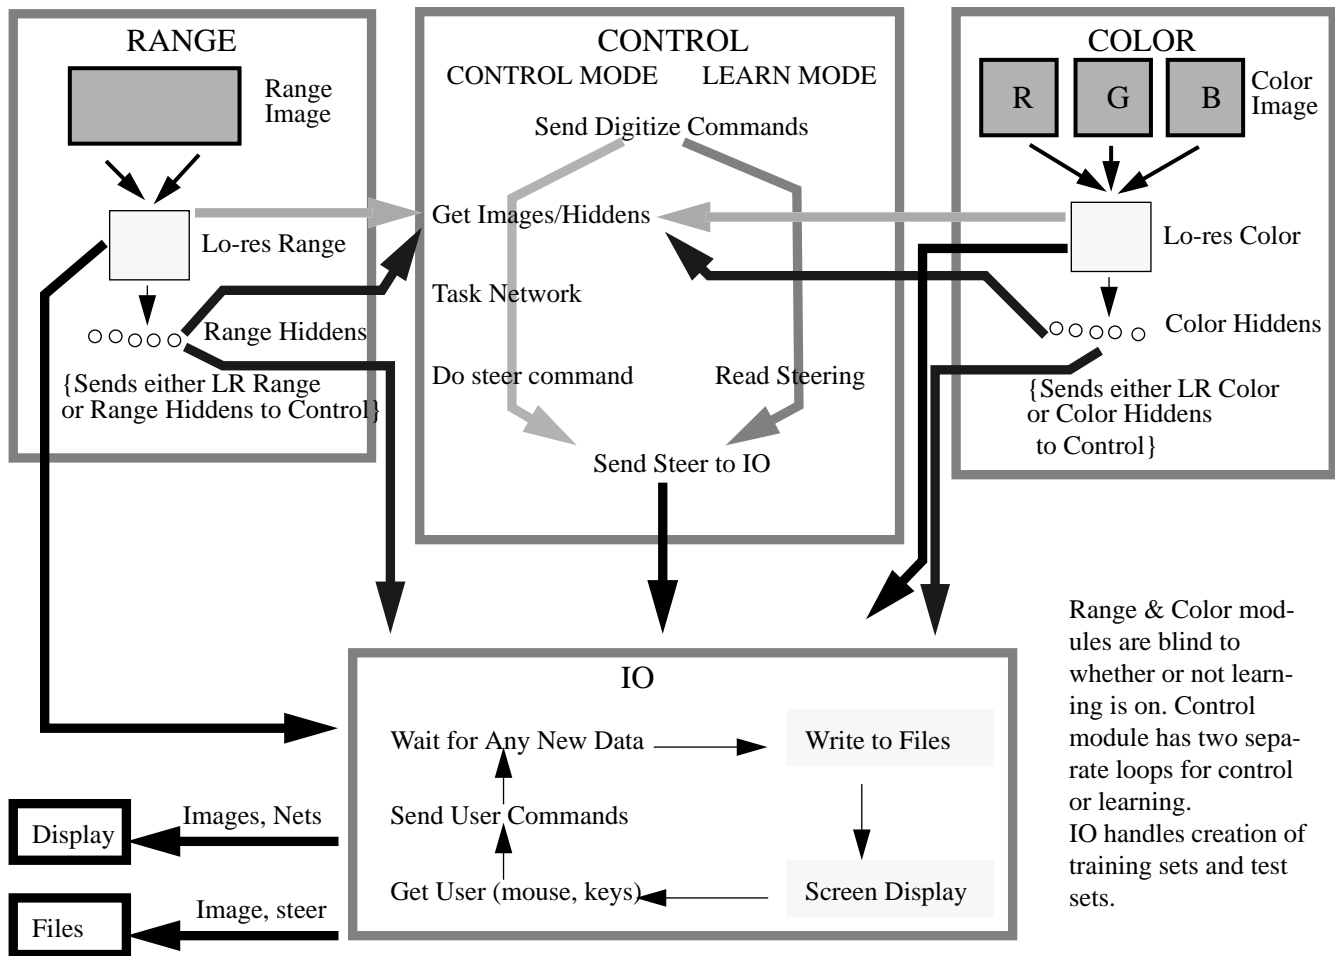 RANGE
Range
Image
Lo-res Range
Range Hiddens
{Sends either LR Range
or Range Hiddens to Control}
CONTROL
CONTROL MODE
LEARN MODE
Send Digitize Commands
Get Images/Hiddens
Task Network
Do steer command
Read Steering
Send Steer to IO
COLOR
R
G
B
Color
Image
Lo-res Color
Color Hiddens
{Sends either LR Color
or Color Hiddens
to Control}
Range & Color mod-
ules are blind to
whether or not learn-
ing is on. Control
module has two sepa-
rate loops for control
or learning.
IO handles creation of
training sets and test
sets.
IO
Wait for Any New Data
Write to Files
Send User Commands
Get User (mouse, keys)
Screen Display
Images, Nets
Display
Image, steer
Files